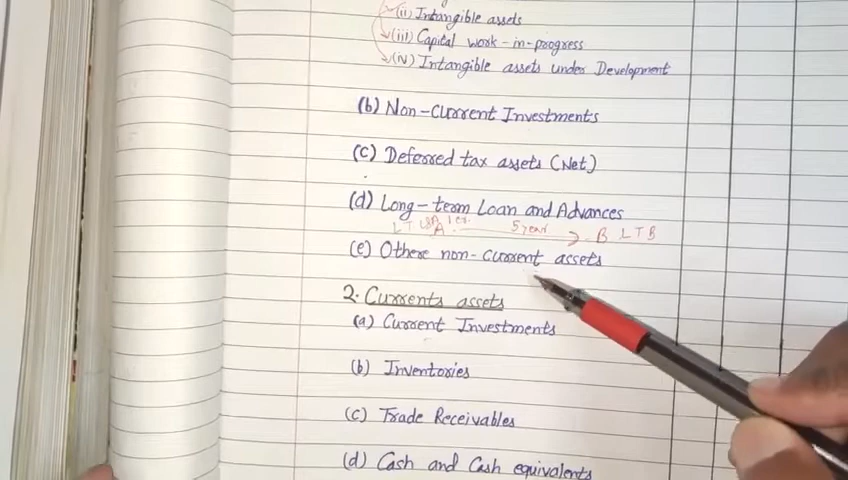 (ii) Intangible assets
(iii) Capital work-in-progress
(iv) Intangible assets under Development
(b) Non-Current Investments
(c) Deferred tax assets (Net)
(d) Long-term Loan and Advances
A 5 year B LTB
(e) Othere non-current assets
2. Currents assets
(a) Current Investments
(b) Inventories
(c) Trade Receivables
(d) Cash and Cash equivalents